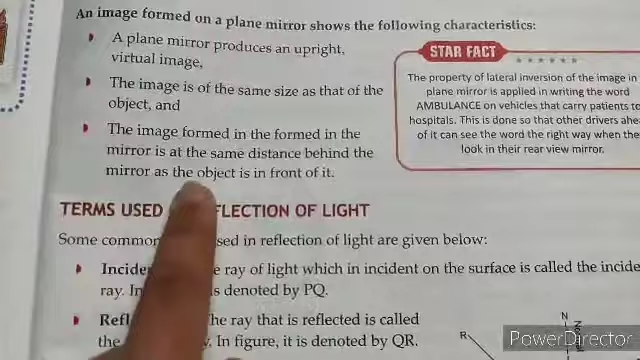 An image formed on a plane mirror shows the following characteristics:
A plane mirror produces an upright,
virtual image,
The image is of the same size as that of the
object, and
The image formed in the formed in the
mirror is at the same distance behind the
mirror as the object is in front of it.
STAR FACT
The property of lateral inversion of the image in
plane mirror is applied in writing the word
AMBULANCE on vehicles that carry patients to
hospitals. This is done so that other drivers
of it can see the word the right way when the
look in their rear view mirror.
TERMS USED FLECTION OF LIGHT
Some common sed in reflection of light are given below:
Incide e ray of light which in incident on the surface is called the incide
ray. In s denoted by PQ.
Refl he ray that is reflected is called
the y. In figure, it is denoted by QR.
N
Normal
R
PowerDirector